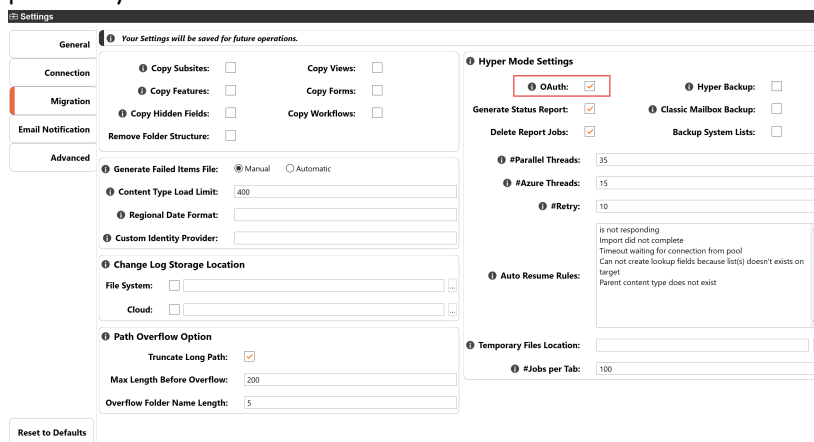 Settings
General
Connection
Migration
Email Notification
Advanced
Reset to Defaults
Your Settings will be saved for future operations.
Copy Subsites: Copy Views:
Copy Features: Copy Forms:
Copy Hidden Fields: Copy Workflows:
Remove Folder Structure:
Generate Failed Items File: Manual Automatic
Content Type Load Limit: 400
Regional Date Format:
Custom Identity Provider:
Change Log Storage Location
File System: ...
Cloud: ...
Path Overflow Option
Truncate Long Path:
Max Length Before Overflow: 200
Overflow Folder Name Length: 5
Hyper Mode Settings
OAuth: Hyper Backup:
Generate Status Report: Classic Mailbox Backup:
Delete Report Jobs: Backup System Lists:
#Parallel Threads: 35
#Azure Threads: 15
#Retry: 10
Auto Resume Rules:
is not responding
Import did not complete
Timeout waiting for connection from pool
Can not create lookup fields because list(s) doesn't exists on
target
Parent content type does not exist
Temporary Files Location:
#Jobs per Tab: 100